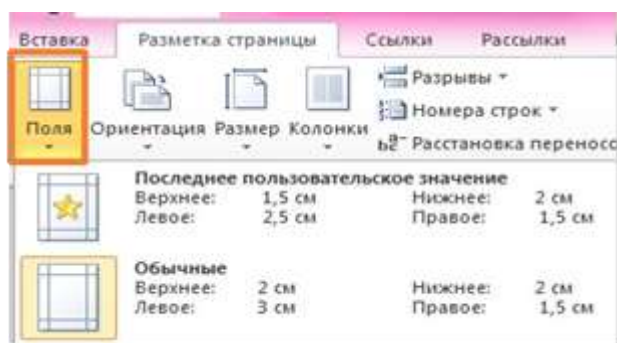 Вставка Разметка страницы Ссылки Рассылки
Разрывы
Номера строк
Поля Ориентация Размер Колонки
Расстановка переносо
Последнее пользовательское значение
Верхнее: 1,5 см Нижнее: 2 см
Левое: 2,5 см Правое: 1,5 см
Обычные
Верхнее: 2 см Нижнее: 2 см
Левое: 3 см Правое: 1,5 см